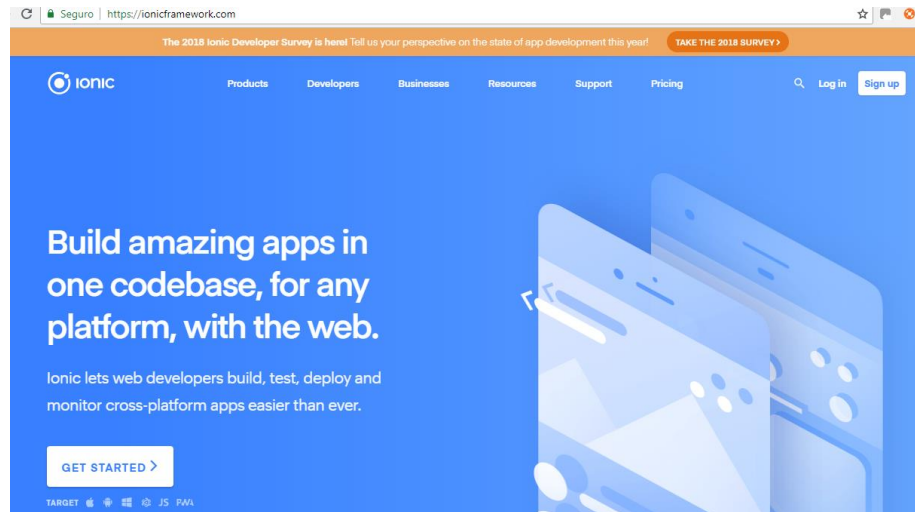 Seguro | https://ionicframework.com
The 2018 Ionic Developer Survey is here! Tell us your perspective on the state of app development this year! TAKE THE 2018 SURVEY >
IONIC Products Developers Businesses Resources Support Pricing Log in Sign up
Build amazing apps in
one codebase, for any
platform, with the web.
Ionic lets web developers build, test, deploy and
monitor cross-platform apps easier than ever.
GET STARTED >
TARGET JS PWA